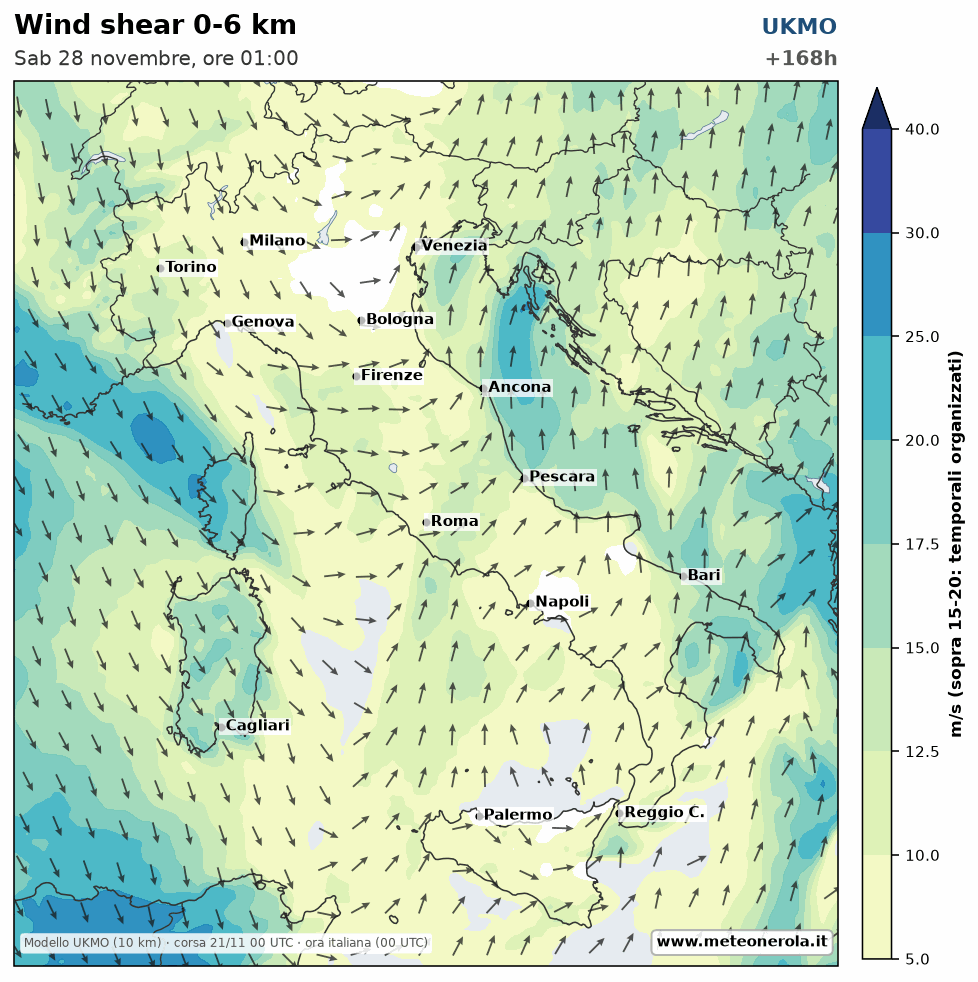 Wind shear 0-6 km
UKMO
Sab 28 novembre, ore 01:00
+168h
40.0
30.0
25.0
20.0
17.5
15.0
12.5
10.0
5.0
m/s (sopra 15-20: temporali organizzati)
Milano
Venezia
Torino
Genova
Bologna
Firenze
Ancona
Pescara
Roma
Bari
Napoli
Cagliari
Palermo
Reggio C.
Modello UKMO (10 km) · corsa 21/11 00 UTC · ora italiana (00 UTC)
www.meteonerola.it